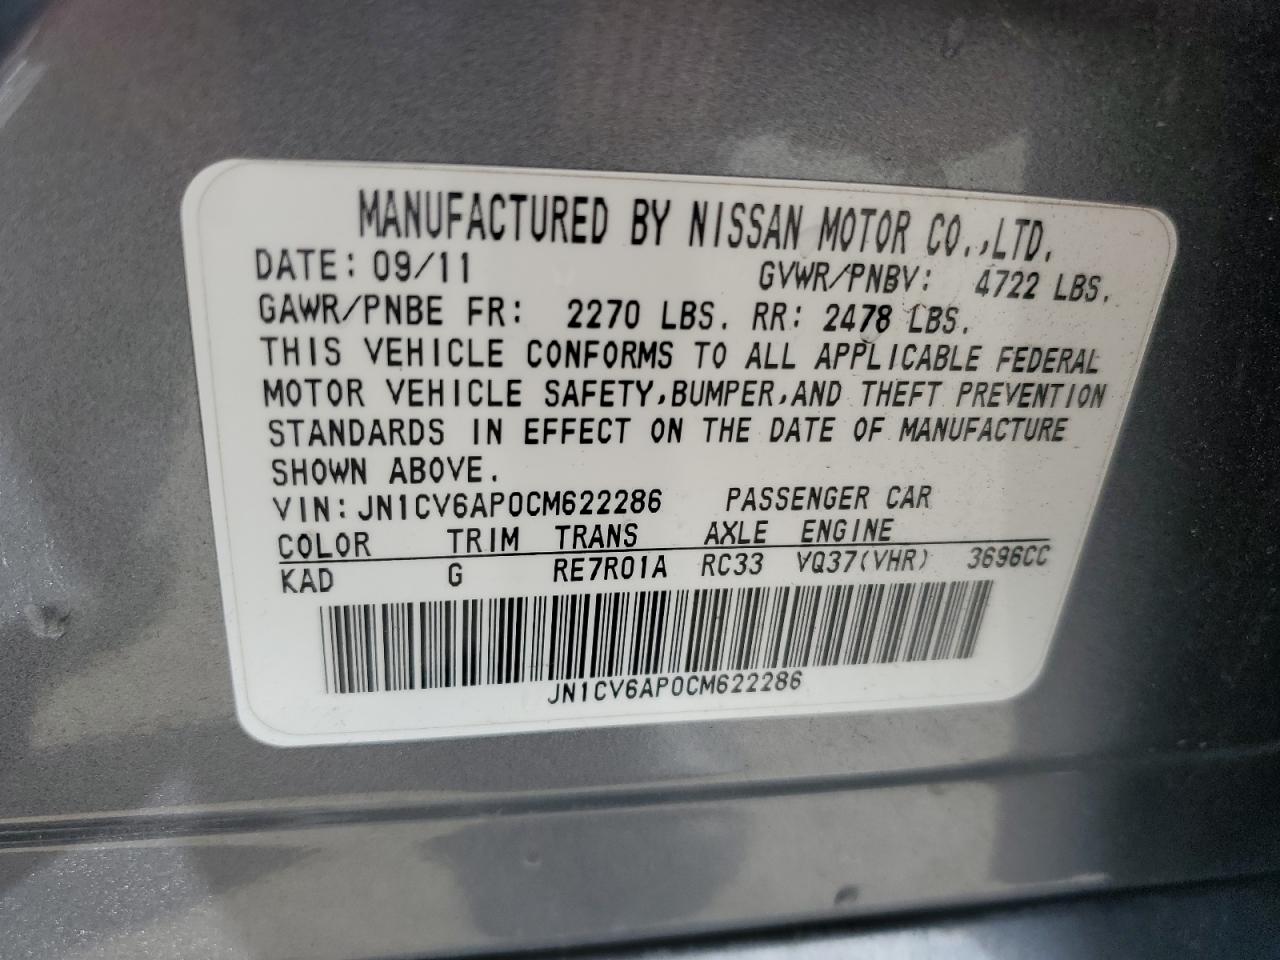 MANUFACTURED BY NISSAN MOTOR CO.,LTD.
DATE: 09/11 GVWR/PNBV: 4722 LBS.
GAWR/PNBE FR: 2270 LBS. RR: 2478 LBS.
THIS VEHICLE CONFORMS TO ALL APPLICABLE FEDERAL
MOTOR VEHICLE SAFETY,BUMPER,AND THEFT PREVENTION
STANDARDS IN EFFECT ON THE DATE OF MANUFACTURE
SHOWN ABOVE.
VIN:JN1CV6AP0CM622286 PASSENGER CAR
COLOR TRIM TRANS AXLE ENGINE
KAD G RE7R01A RC33 VQ37(VHR) 3696CC
JN1CV6AP0CM622286